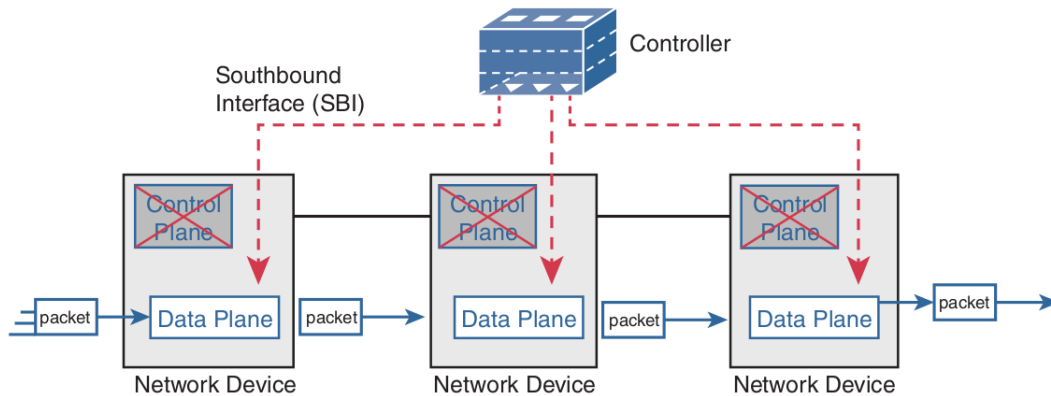 Controller
Southbound
Interface (SBI)
Control
Plane
Control
Plane
Control
Plane
packet
Data Plane
packet
Data Plane
packet
Data Plane
packet
Network Device
Network Device
Network Device